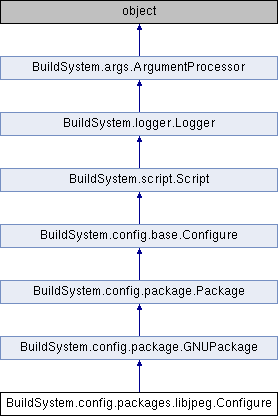 object
BuildSystem.args.ArgumentProcessor
BuildSystem.logger.Logger
BuildSystem.script.Script
BuildSystem.config.base.Configure
BuildSystem.config.package.Package
BuildSystem.config.package.GNUPackage
BuildSystem.config.packages.libjpeg.Configure